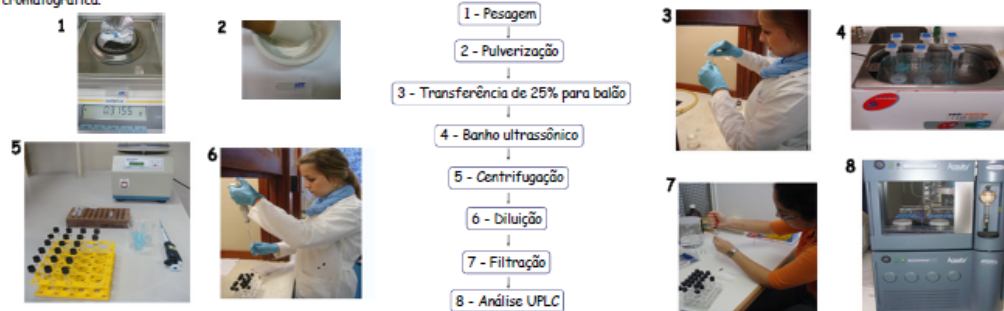 cromatográfica.
1
2
3
4
1 - Pesagem
2 - Pulverização
3 - Transferência de 25% para balão
4 - Banho ultrassônico
5 - Centrifugação
6 - Diluição
7 - Filtração
8 - Análise UPLC
5
6
7
8